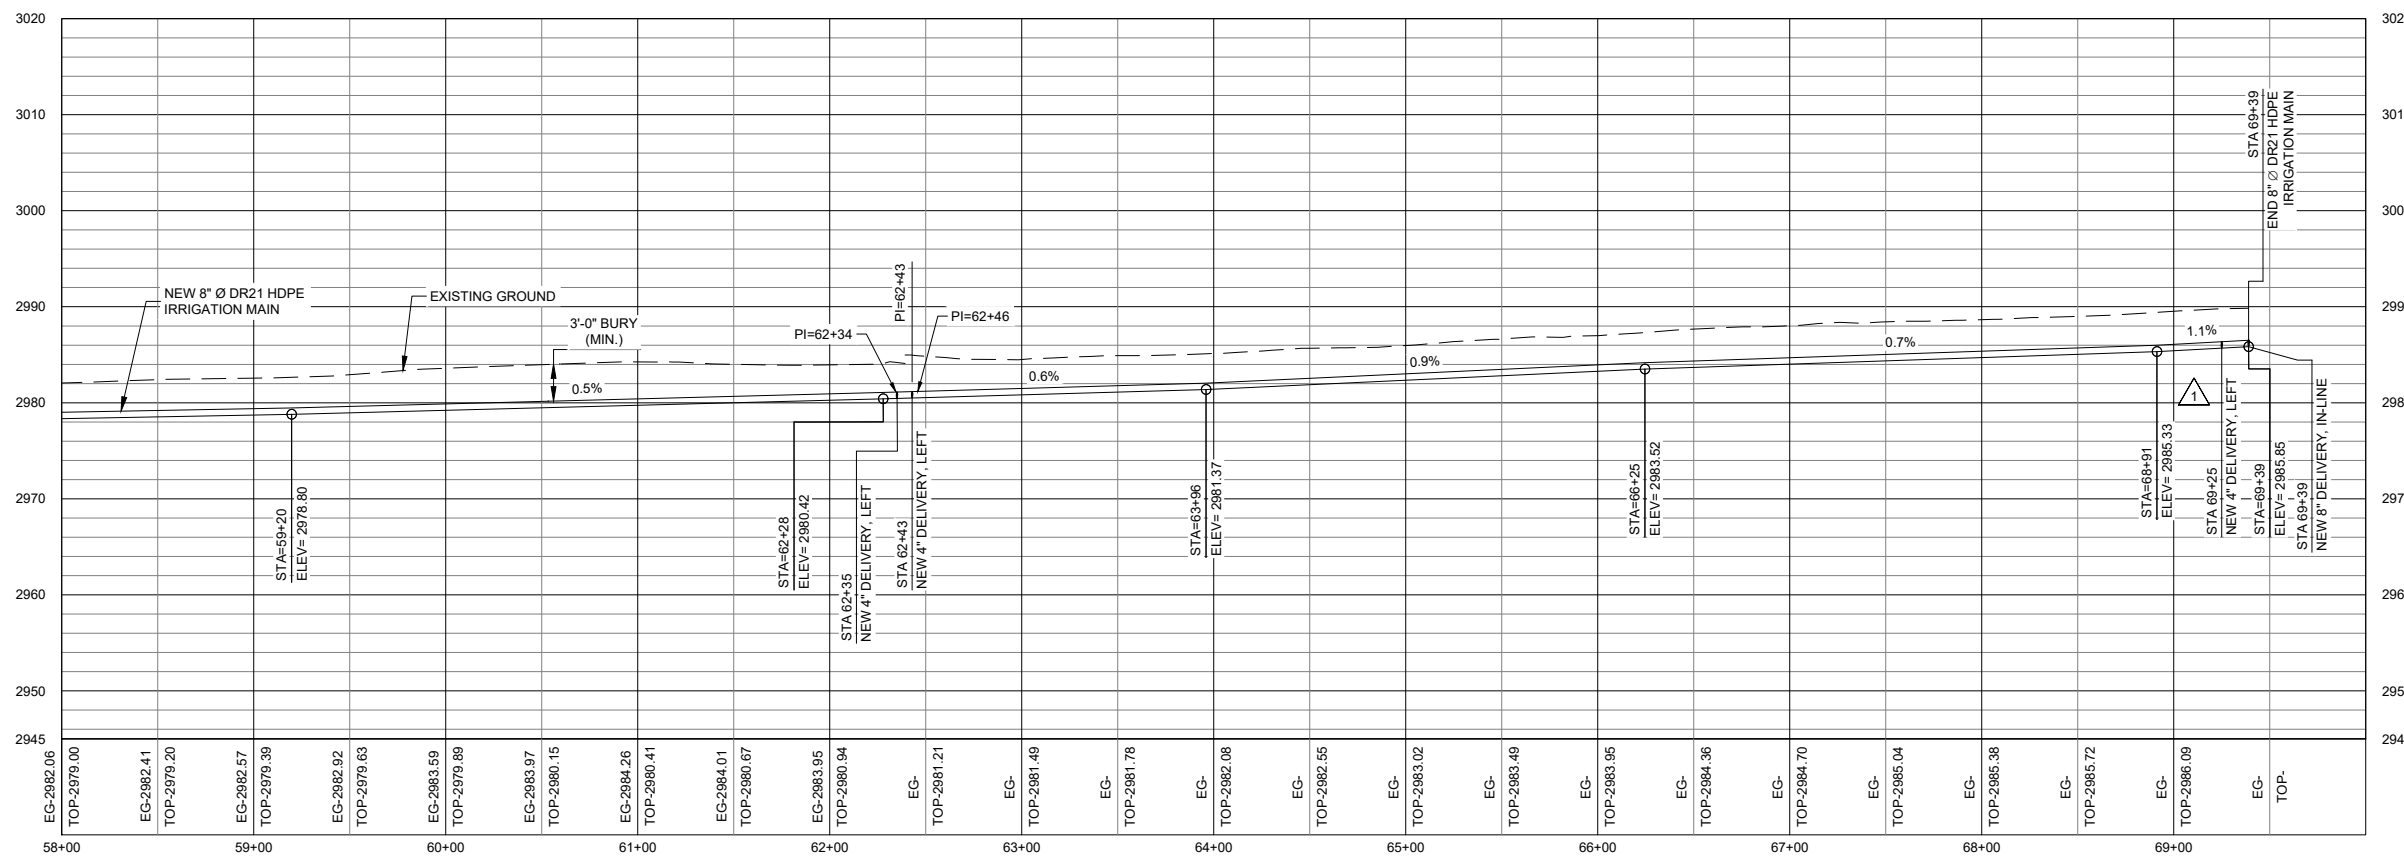 3020
3010
3000
2990
2980
2970
2960
2950
2945
302
301
300
299
298
297
296
295
294
NEW 8" Ø DR21 HDPE
IRRIGATION MAIN
EXISTING GROUND
3'-0" BURY
(MIN.)
0.5%
PI=62+34
PI=62+43
PI=62+46
0.6%
0.9%
0.7%
1.1%
STA 69+39
END 8" Ø DR21 HDPE
IRRIGATION MAIN
STA=59+20
ELEV= 2978.80
STA=62+28
ELEV= 2980.42
STA 62+35
NEW 4" DELIVERY, LEFT
STA 62+43
NEW 4" DELIVERY, LEFT
STA=63+96
ELEV= 2981.37
STA=66+25
ELEV= 2983.52
STA=68+91
ELEV= 2985.33
1
STA 69+25
NEW 4" DELIVERY, LEFT
STA=69+39
ELEV= 2985.85
STA 69+39
NEW 8" DELIVERY, IN-LINE
EG-2982.06
TOP-2979.00
EG-2982.41
TOP-2979.20
EG-2982.57
TOP-2979.39
EG-2982.92
TOP-2979.63
EG-2983.59
TOP-2979.89
EG-2983.97
TOP-2980.15
EG-2984.26
TOP-2980.41
EG-2984.01
TOP-2980.67
EG-2983.95
TOP-2980.94
EG-
TOP-2981.21
EG-
TOP-2981.49
EG-
TOP-2981.78
EG-
TOP-2982.08
EG-
TOP-2982.55
EG-
TOP-2983.02
EG-
TOP-2983.49
EG-
TOP-2983.95
EG-
TOP-2984.36
EG-
TOP-2984.70
EG-
TOP-2985.04
EG-
TOP-2985.38
EG-
TOP-2985.72
EG-
TOP-2986.09
EG-
TOP-
58+00
59+00
60+00
61+00
62+00
63+00
64+00
65+00
66+00
67+00
68+00
69+00